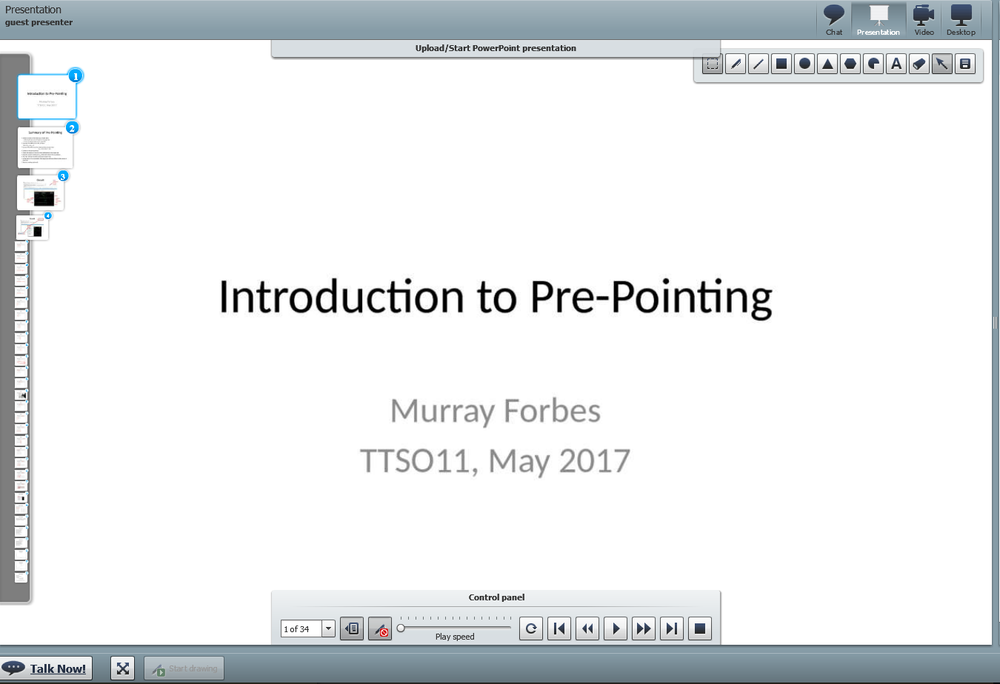 Presentation
guest presenter
Chat
Presentation
Video
Desktop
Upload/Start PowerPoint presentation
A
1
Introduction to Pre-Pointing
2
Summary of Pre-Pointing
3
4
Introduction to Pre-Pointing
Murray Forbes
TTSO11, May 2017
Control panel
1 of 34
Play speed
Talk Now!
Start drawing